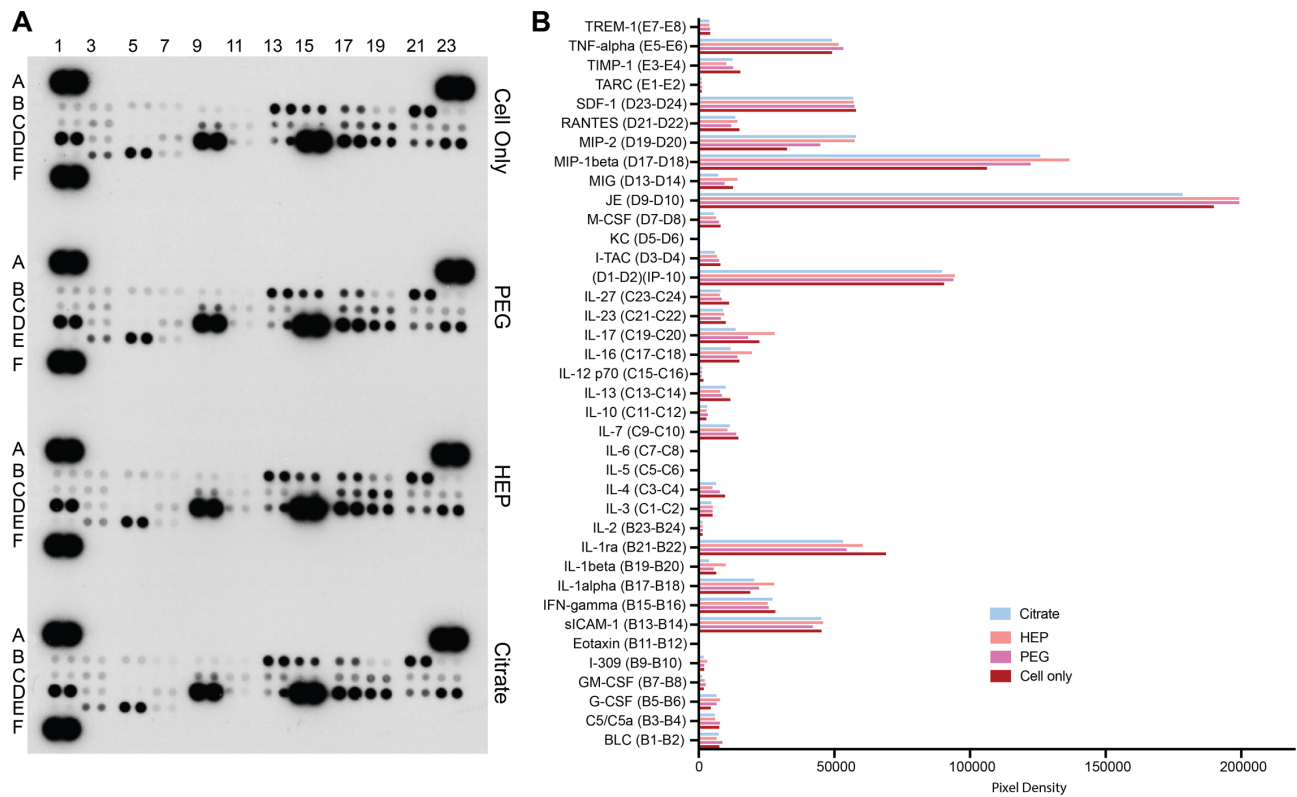 A
1 3 5 7 9 11 13 15 17 19 21 23
A
B
C
D
E
F
Cell Only
A
B
C
D
E
F
PEG
A
B
C
D
E
F
HEP
A
B
C
D
E
F
Citrate
B
TREM-1(E7-E8)
TNF-alpha (E5-E6)
TIMP-1 (E3-E4)
TARC (E1-E2)
SDF-1 (D23-D24)
RANTES (D21-D22)
MIP-2 (D19-D20)
MIP-1beta (D17-D18)
MIG (D13-D14)
JE (D9-D10)
M-CSF (D7-D8)
KC (D5-D6)
I-TAC (D3-D4)
(D1-D2)(IP-10)
IL-27 (C23-C24)
IL-23 (C21-C22)
IL-17 (C19-C20)
IL-16 (C17-C18)
IL-12 p70 (C15-C16)
IL-13 (C13-C14)
IL-10 (C11-C12)
IL-7 (C9-C10)
IL-6 (C7-C8)
IL-5 (C5-C6)
IL-4 (C3-C4)
IL-3 (C1-C2)
IL-2 (B23-B24)
IL-1ra (B21-B22)
IL-1beta (B19-B20)
IL-1alpha (B17-B18)
IFN-gamma (B15-B16)
sICAM-1 (B13-B14)
Eotaxin (B11-B12)
I-309 (B9-B10)
GM-CSF (B7-B8)
G-CSF (B5-B6)
C5/C5a (B3-B4)
BLC (B1-B2)
Citrate
HEP
PEG
Cell only
0 50000 100000 150000 200000
Pixel Density